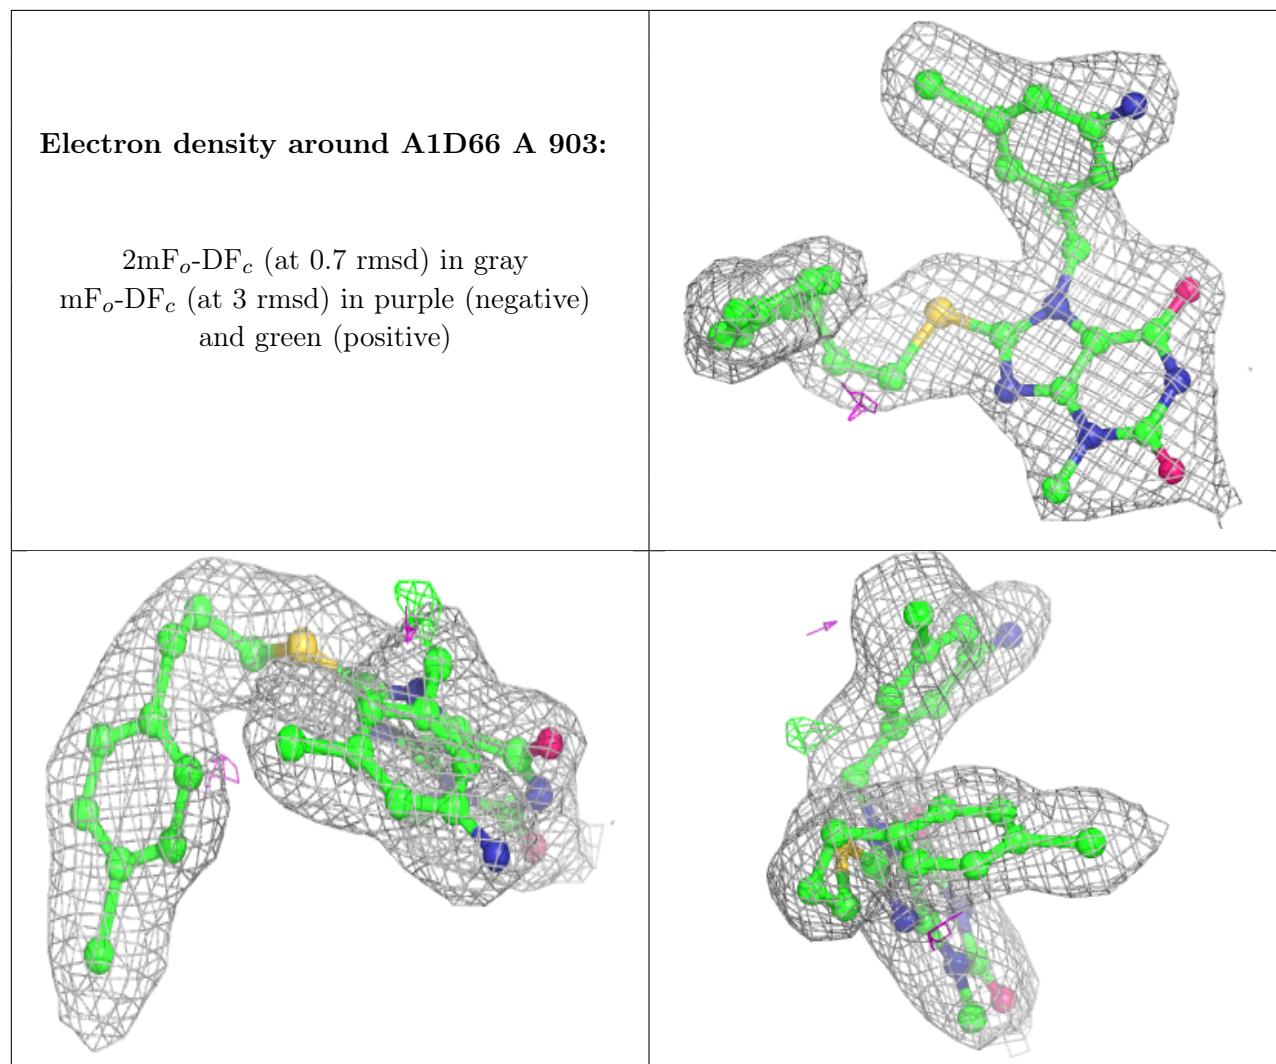 Electron density around A1D66 A 903:
2mFo-DFc (at 0.7 rmsd) in gray
mFo-DFc (at 3 rmsd) in purple (negative)
and green (positive)